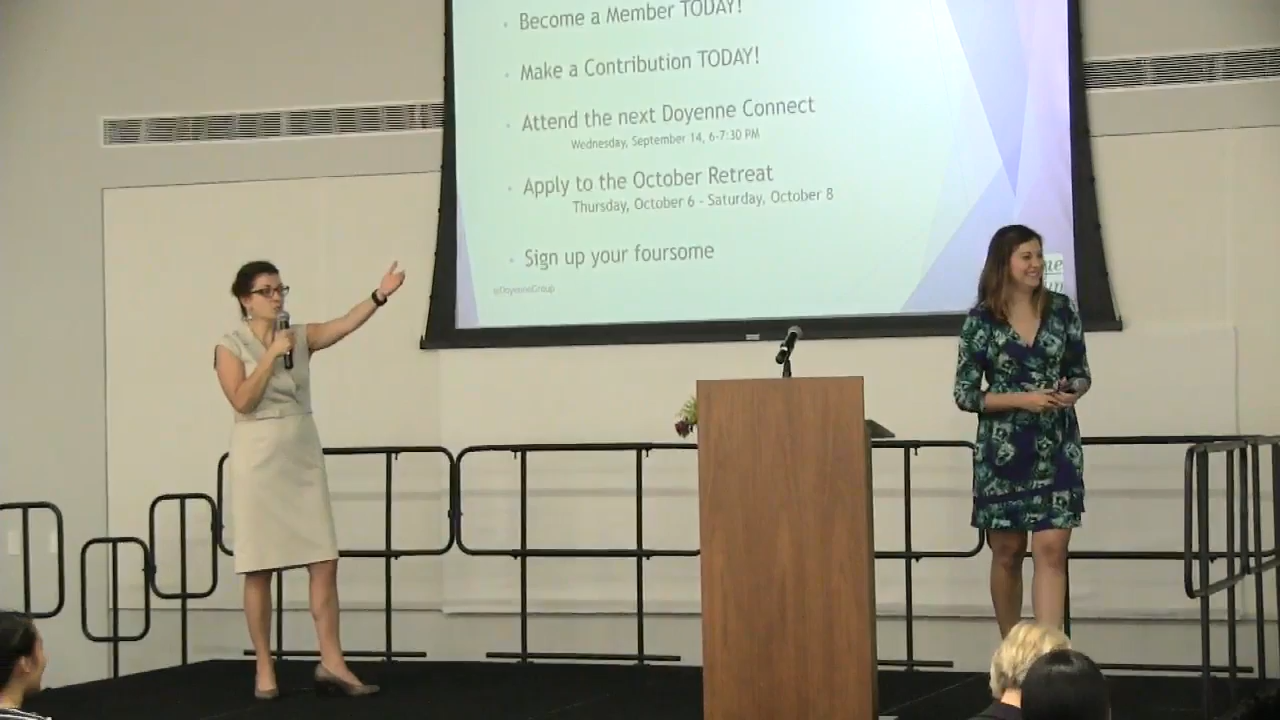 Become a Member TODAY!
Make a Contribution TODAY!
Attend the next Doyenne Connect
Wednesday, September 14, 6-7:30 PM
Apply to the October Retreat
Thursday, October 6 - Saturday, October 8
Sign up your foursome
@DoyenneGroup